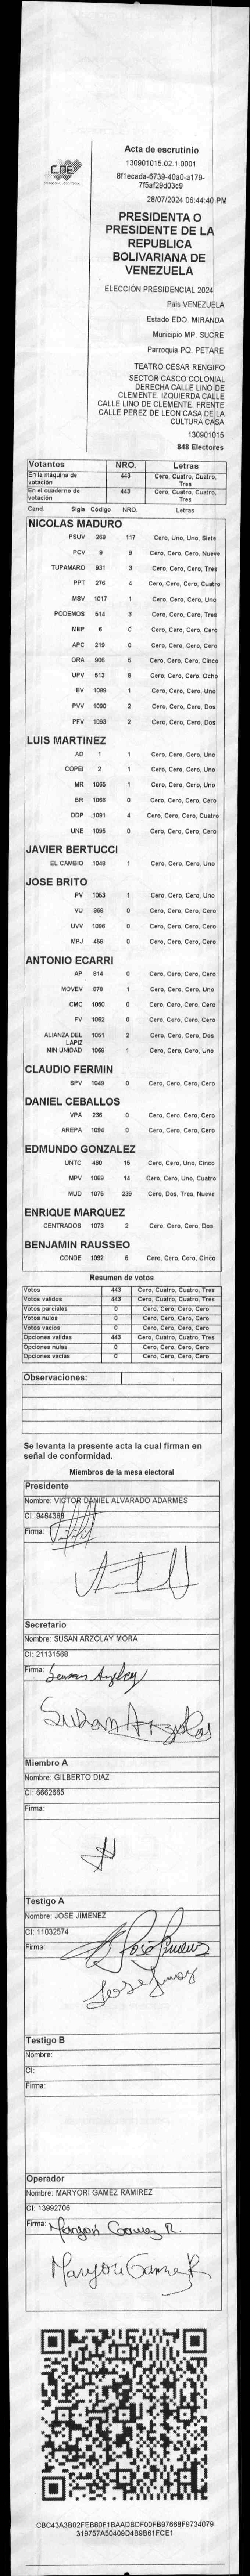 CNE
Acta de escrutinio
130901015.02.1.0001
8f1ecada-6739-40a0-a179-
7f5af29d03c9
28/07/2024 06:44:40 PM
PRESIDENTA O
PRESIDENTE DE LA
REPUBLICA
BOLIVARIANA DE
VENEZUELA
ELECCIÓN PRESIDENCIAL 2024
Pais VENEZUELA
Estado EDO. MIRANDA
Municipio MP. SUCRE
Parroquia PQ. PETARE
TEATRO CESAR RENGIFO
SECTOR CASCO COLONIAL
DERECHA CALLE LINO DE
CLEMENTE. IZQUIERDA CALLE
CALLE LINO DE CLEMENTE. FRENTE
CALLE PEREZ DE LEON CASA DE LA
CULTURA CASA
130901015
848 Electores
Votantes NRO. Letras
En la maquina de votación 443 Cero, Cuatro, Cuatro, Tres
En el cuaderno de votación 443 Cero, Cuatro, Cuatro, Tres
Cand. Sigla Código NRO. Letras
NICOLAS MADURO
PSUV 269 117 Cero, Uno, Uno, Siete
PCV 9 9 Cero, Cero, Cero, Nueve
TUPAMARO 931 3 Cero, Cero, Cero, Tres
PPT 276 4 Cero, Cero, Cero, Cuatro
MSV 1017 1 Cero, Cero, Cero, Uno
PODEMOS 514 3 Cero, Cero, Cero, Tres
MEP 6 0 Cero, Cero, Cero, Cero
APC 219 0 Cero, Cero, Cero, Cero
ORA 906 5 Cero, Cero, Cero, Cinco
UPV 513 8 Cero, Cero, Cero, Ocho
EV 1099 1 Cero, Cero, Cero, Uno
PVV 1090 2 Cero, Cero, Cero, Dos
PFV 1093 2 Cero, Cero, Cero, Dos
LUIS MARTINEZ
AD 1 1 Cero, Cero, Cero, Uno
COPEI 2 1 Cero, Cero, Cero, Uno
MR 1065 1 Cero, Cero, Cero, Uno
BR 1066 0 Cero, Cero, Cero, Cero
DDP 1091 4 Cero, Cero, Cero, Cuatro
UNE 1095 0 Cero, Cero, Cero, Cero
JAVIER BERTUCCI
EL CAMBIO 1048 1 Cero, Cero, Cero, Uno
JOSE BRITO
PV 1053 1 Cero, Cero, Cero, Uno
VU 868 0 Cero, Cero, Cero, Cero
UVV 1096 0 Cero, Cero, Cero, Cero
MPJ 459 0 Cero, Cero, Cero, Cero
ANTONIO ECARRI
AP 814 0 Cero, Cero, Cero, Cero
MOVEV 878 1 Cero, Cero, Cero, Uno
CMC 1050 0 Cero, Cero, Cero, Cero
FV 1052 0 Cero, Cero, Cero, Cero
ALIANZA DEL LAPIZ 1051 2 Cero, Cero, Cero, Dos
MIN UNIDAD 1069 1 Cero, Cero, Cero, Uno
CLAUDIO FERMIN
SPV 1049 0 Cero, Cero, Cero, Cero
DANIEL CEBALLOS
VPA 236 0 Cero, Cero, Cero, Cero
AREPA 1094 0 Cero, Cero, Cero, Cero
EDMUNDO GONZALEZ
UNTC 460 15 Cero, Cero, Uno, Cinco
MPV 1069 14 Cero, Cero, Uno, Cuatro
MUD 1075 239 Cero, Dos, Tres, Nueve
ENRIQUE MARQUEZ
CENTRADOS 1073 2 Cero, Cero, Cero, Dos
BENJAMIN RAUSSEO
CONDE 1092 5 Cero, Cero, Cero, Cinco
Resumen de votos
Votos 443 Cero, Cuatro, Cuatro, Tres
Votos validos 443 Cero, Cuatro, Cuatro, Tres
Votos parciales 0 Cero, Cero, Cero, Cero
Votos nulos 0 Cero, Cero, Cero, Cero
Votos vacios 0 Cero, Cero, Cero, Cero
Opciones validas 443 Cero, Cuatro, Cuatro, Tres
Opciones nulas 0 Cero, Cero, Cero, Cero
Opciones vacias 0 Cero, Cero, Cero, Cero
Observaciones:
Se levanta la presente acta la cual firman en
señal de conformidad.
Miembros de la mesa electoral
Presidente
Nombre: VICTOR DANIEL ALVARADO ADARMES
CI: 9464368
Firma:
Secretario
Nombre: SUSAN ARZOLAY MORA
CI: 21131568
Firma: Susan Arzolay
Susan Arzolay
Miembro A
Nombre: GILBERTO DIAZ
CI: 6662665
Firma:
Testigo A
Nombre: JOSE JIMENEZ
CI: 11032574
Firma: José Jimenez
Jose Jimenez
Testigo B
Nombre:
CI:
Firma:
Operador
Nombre: MARYORI GAMEZ RAMIREZ
CI: 13992706
Firma: Maryori Gamez R.
Maryori Gamez R
CBC43A3B02FEB80F1BAADBDF00FB9766BF9734079
319757A50409D4B9B61FCE1